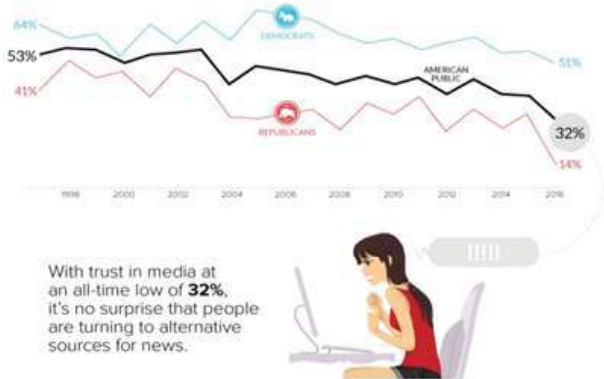 64%
DEMOCRATS
53%
AMERICAN
PUBLIC
51%
41%
REPUBLICANS
32%
14%
1998 2000 2002 2004 2006 2008 2010 2012 2014 2016
With trust in media at
an all-time low of 32%,
it's no surprise that people
are turning to alternative
sources for news.